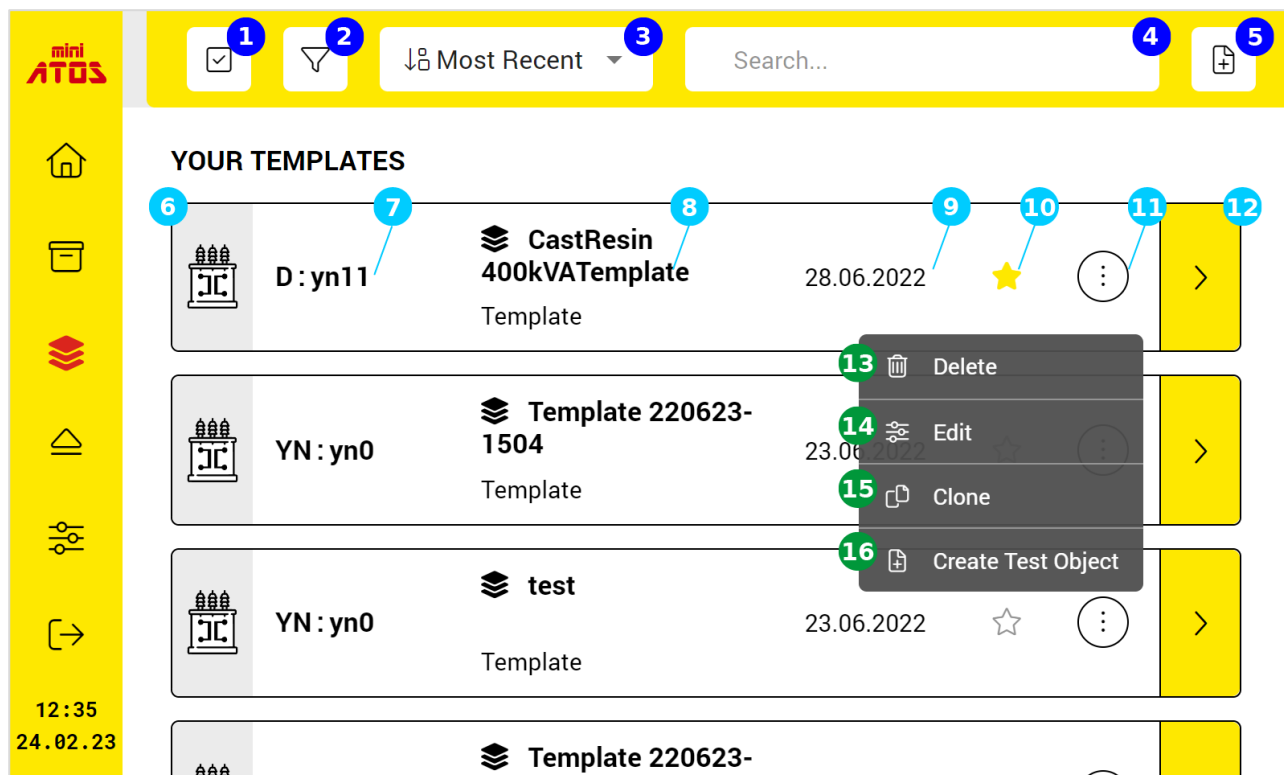 mini
ATOS
1
2
3
4
5
Most Recent
Search...
YOUR TEMPLATES
6
7
8
9
10
11
12
D : yn11
CastResin
400kVATemplate
Template
28.06.2022
13
Delete
14
Edit
15
Clone
16
Create Test Object
YN : yn0
Template 220623-
1504
Template
23.06.2022
YN : yn0
test
Template
23.06.2022
Template 220623-
12:35
24.02.23